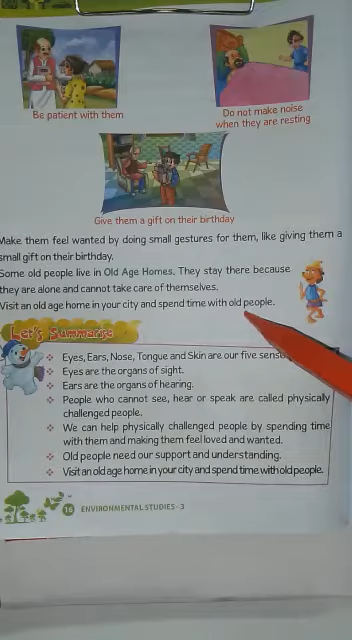 Be patient with them
Do not make noise
when they are resting
Give them a gift on their birthday
Make them feel wanted by doing small gestures for them, like giving them a
small gift on their birthday.
Some old people live in Old Age Homes. They stay there because
they are alone and cannot take care of themselves.
Visit an old age home in your city and spend time with old people.
Let's Summarise
❖ Eyes, Ears, Nose, Tongue and Skin are our five
❖ Eyes are the organs of sight.
❖ Ears are the organs of hearing.
❖ People who cannot see, hear or speak are called physically
challenged people.
❖ We can help physically challenged people by spending time
with them and making them feel loved and wanted.
❖ Old people need our support and understanding.
❖ Visit an old age home in your city and spend time with old people.
16 ENVIRONMENTAL STUDIES-3